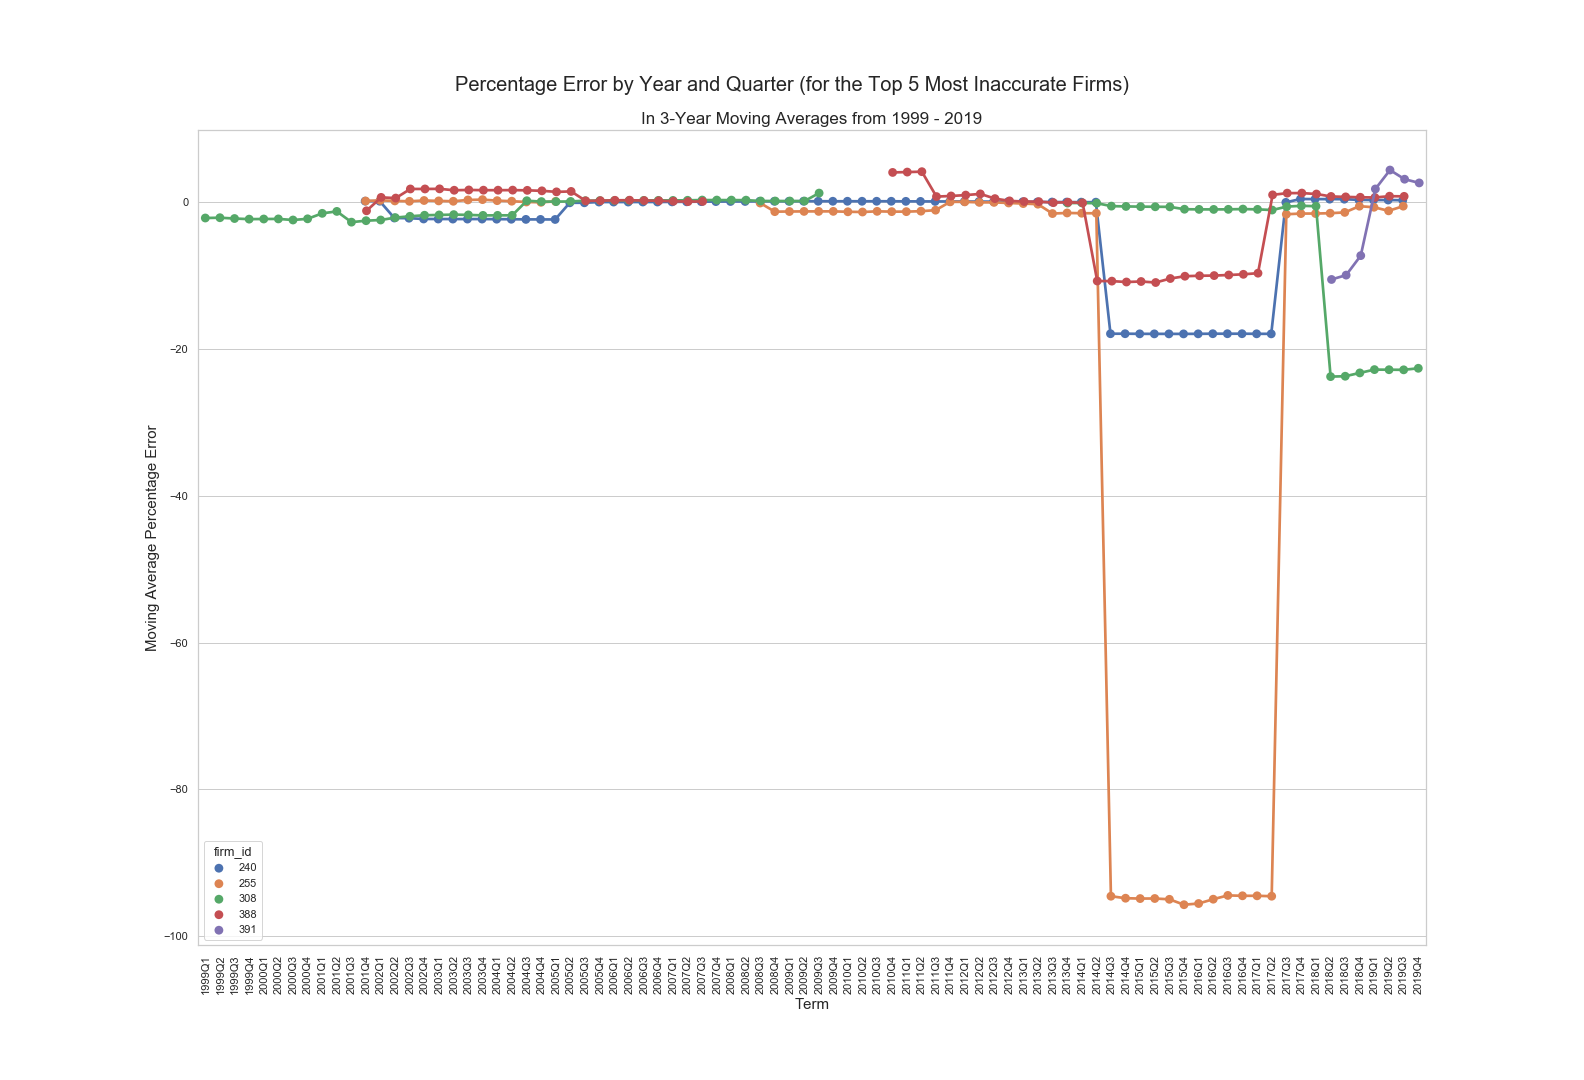 Percentage Error by Year and Quarter (for the Top 5 Most Inaccurate Firms)
In 3-Year Moving Averages from 1999 - 2019
Moving Average Percentage Error
0
−20
−40
−60
−80
−100
firm_id
240
255
308
388
391
1999Q1
1999Q2
1999Q3
1999Q4
2000Q1
2000Q2
2000Q3
2000Q4
2001Q1
2001Q2
2001Q3
2001Q4
2002Q1
2002Q2
2002Q3
2002Q4
2003Q1
2003Q2
2003Q3
2003Q4
2004Q1
2004Q2
2004Q3
2004Q4
2005Q1
2005Q2
2005Q3
2005Q4
2006Q1
2006Q2
2006Q3
2006Q4
2007Q1
2007Q2
2007Q3
2007Q4
2008Q1
2008Q2
2008Q3
2008Q4
2009Q1
2009Q2
2009Q3
2009Q4
2010Q1
2010Q2
2010Q3
2010Q4
2011Q1
2011Q2
2011Q3
2011Q4
2012Q1
2012Q2
2012Q3
2012Q4
2013Q1
2013Q2
2013Q3
2013Q4
2014Q1
2014Q2
2014Q3
2014Q4
2015Q1
2015Q2
2015Q3
2015Q4
2016Q1
2016Q2
2016Q3
2016Q4
2017Q1
2017Q2
2017Q3
2017Q4
2018Q1
2018Q2
2018Q3
2018Q4
2019Q1
2019Q2
2019Q3
2019Q4
Term